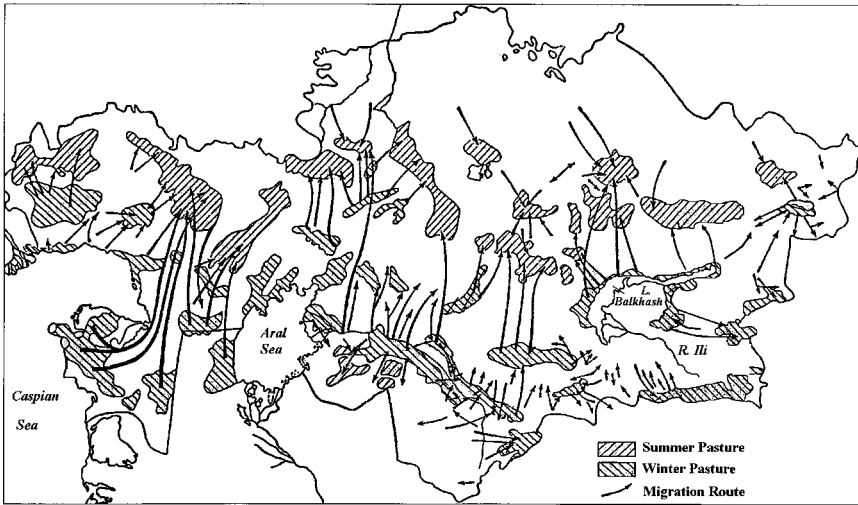 L.
Balkhash
Aral
Sea
R. Ili
Caspian
Sea
Summer Pasture
Winter Pasture
Migration Route